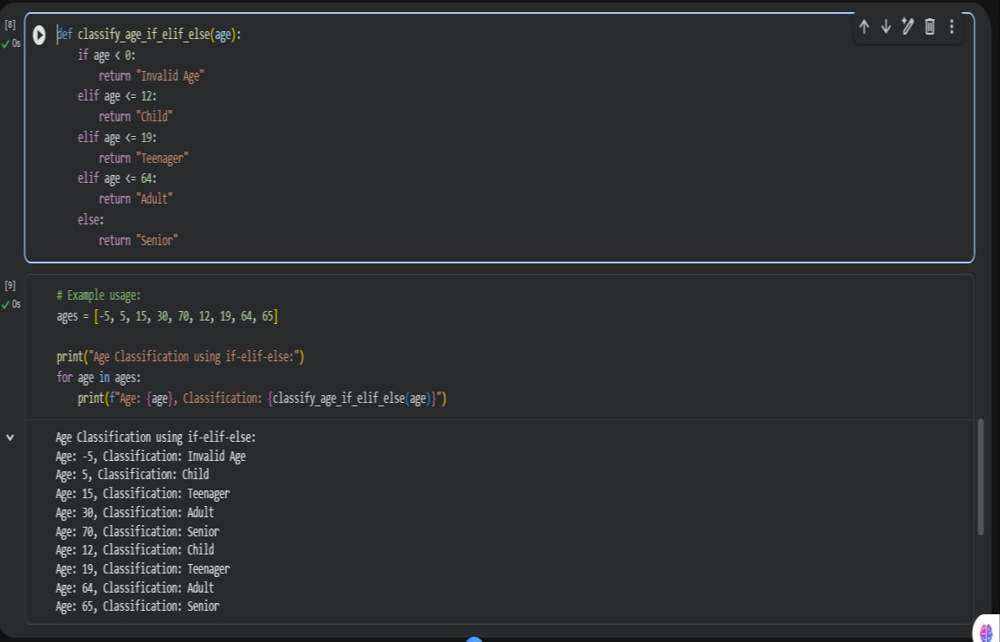 [8]
0s
def classify_age_if_elif_else(age):
    if age < 0:
        return "Invalid Age"
    elif age <= 12:
        return "Child"
    elif age <= 19:
        return "Teenager"
    elif age <= 64:
        return "Adult"
    else:
        return "Senior"
[9]
0s
# Example usage:
ages = [-5, 5, 15, 30, 70, 12, 19, 64, 65]
print("Age Classification using if-elif-else:")
for age in ages:
    print(f"Age: {age}, Classification: {classify_age_if_elif_else(age)}")
Age Classification using if-elif-else:
Age: -5, Classification: Invalid Age
Age: 5, Classification: Child
Age: 15, Classification: Teenager
Age: 30, Classification: Adult
Age: 70, Classification: Senior
Age: 12, Classification: Child
Age: 19, Classification: Teenager
Age: 64, Classification: Adult
Age: 65, Classification: Senior